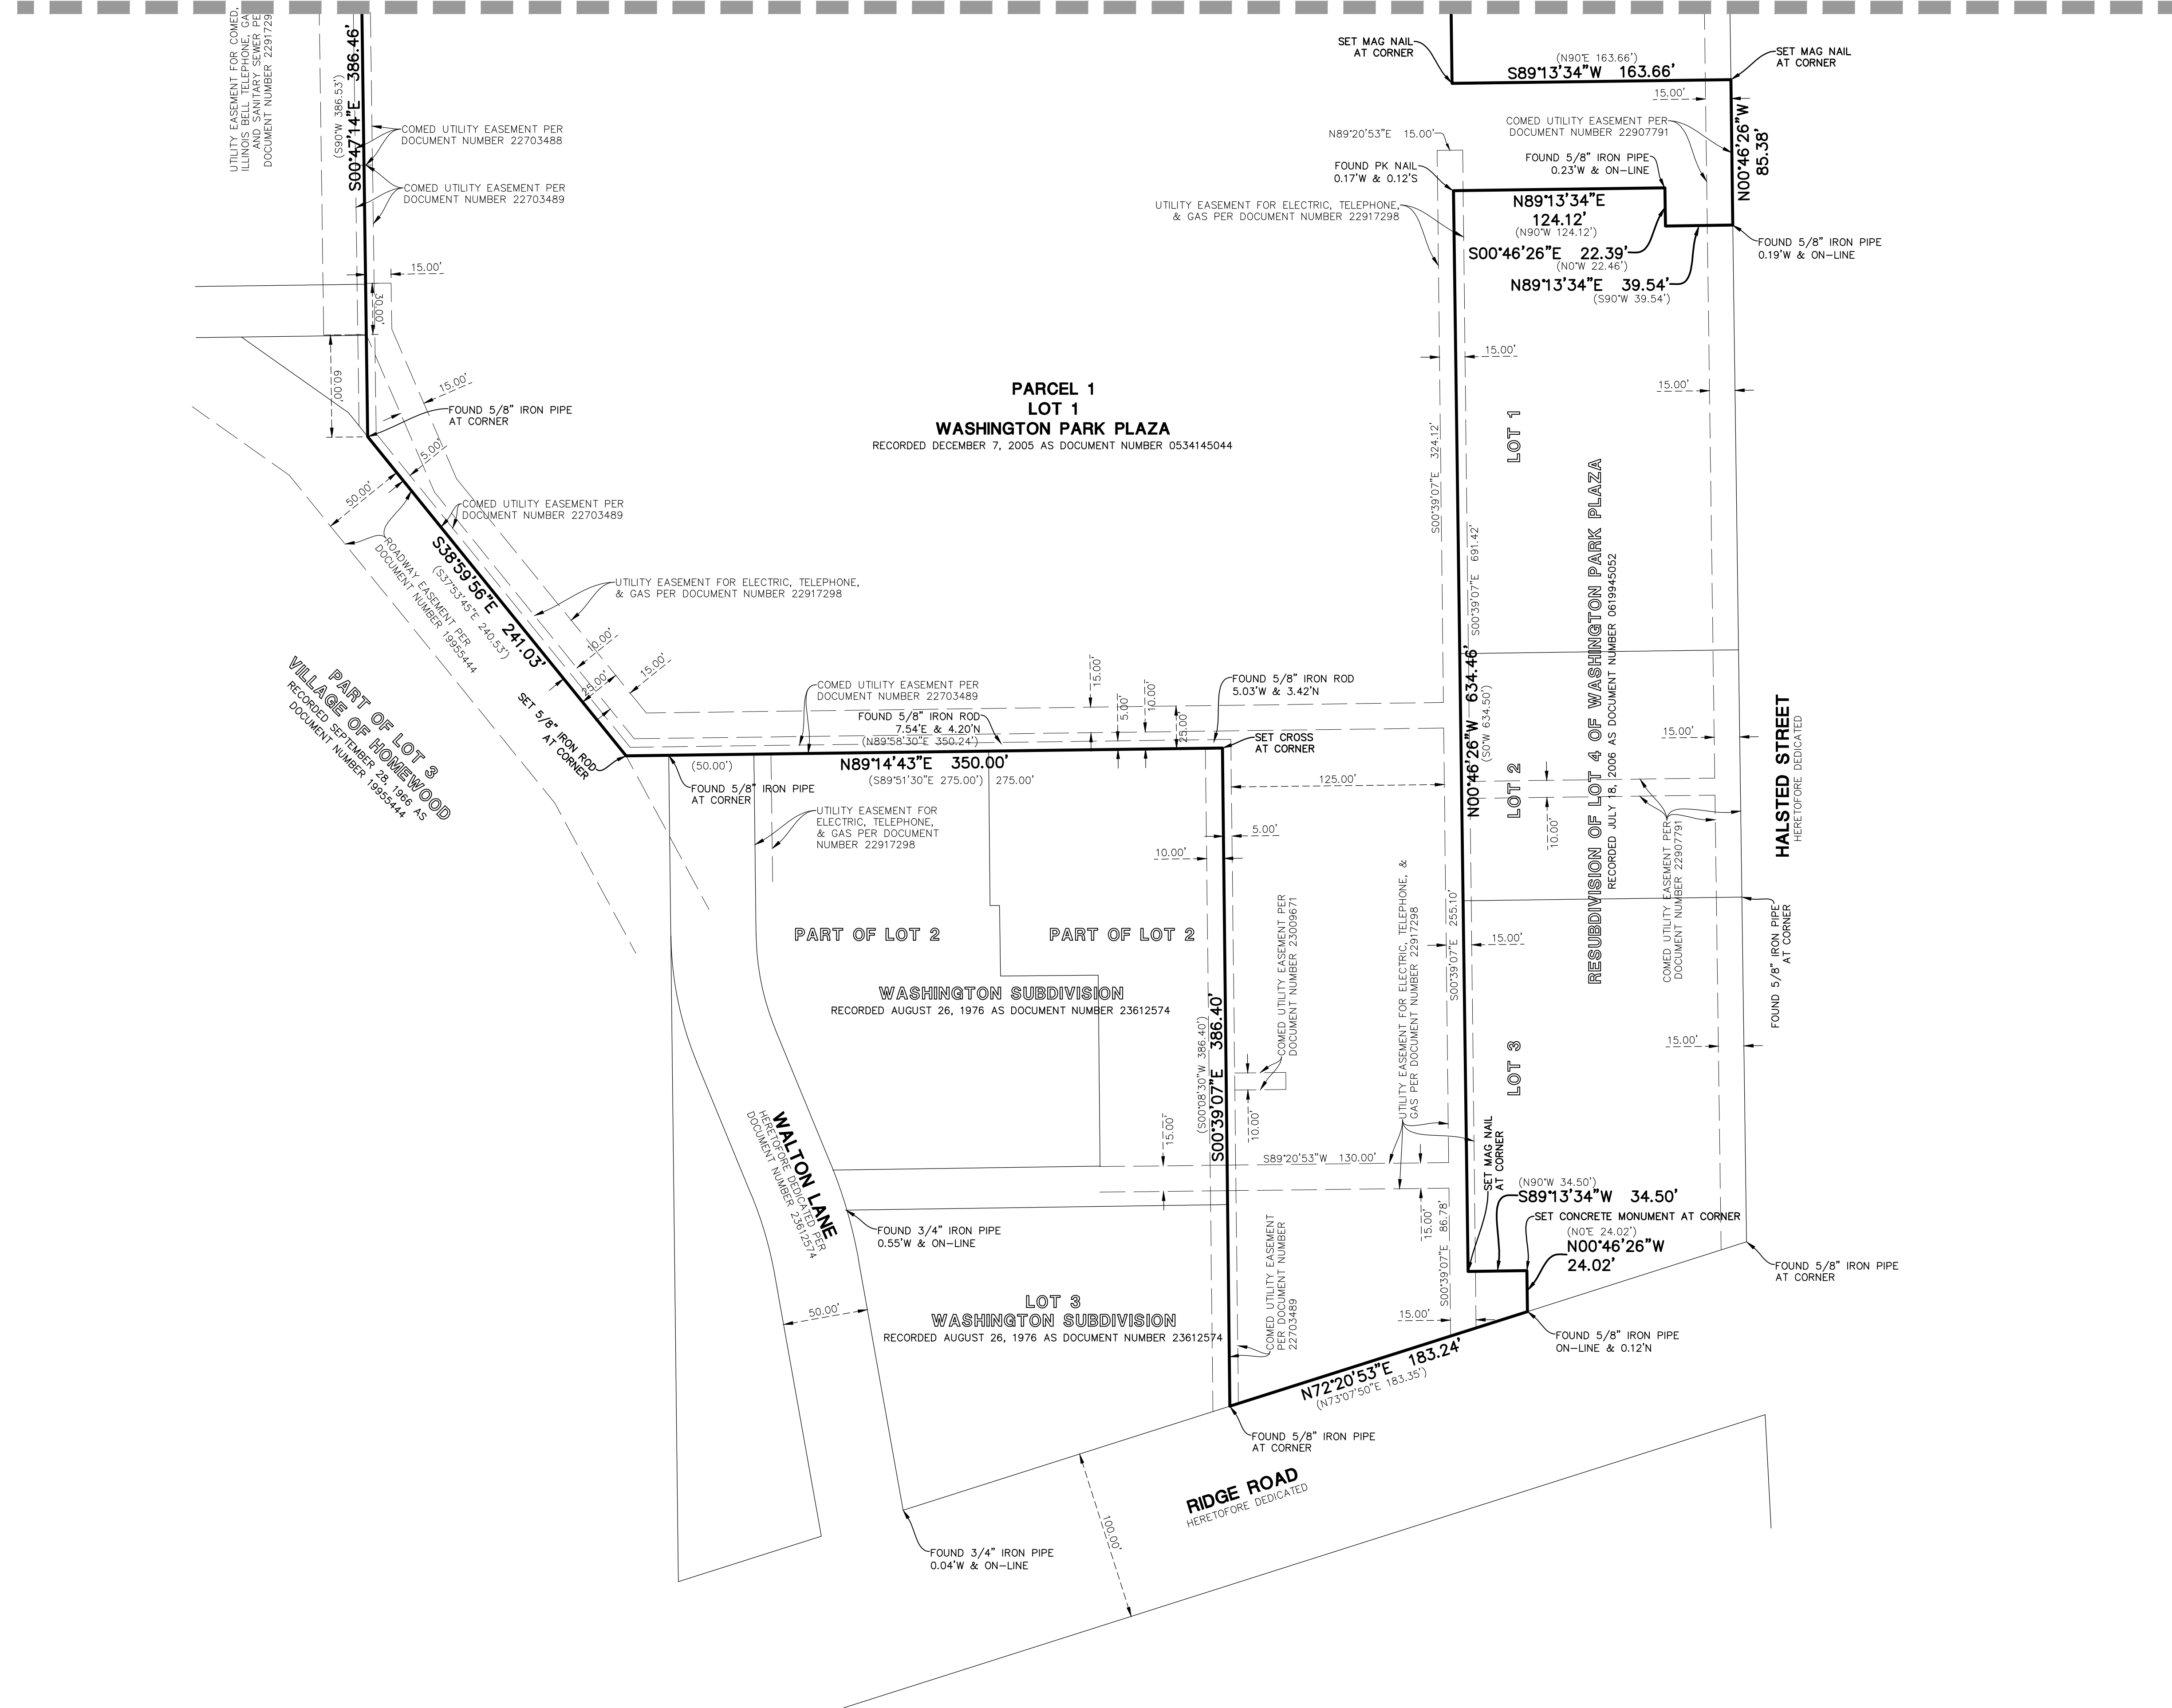 UTILITY EASEMENT FOR COMED,
ILLINOIS BELL TELEPHONE,
AND SANITARY SEWER
DOCUMENT NUMBER
(S90°W 386.53')
S00°47'14"E 386.46'
COMED UTILITY EASEMENT PER
DOCUMENT NUMBER 22703488
COMED UTILITY EASEMENT PER
DOCUMENT NUMBER 22703489
15.00'
30.00'
60.00'
15.00'
FOUND 5/8" IRON PIPE
AT CORNER
5.00'
50.00'
COMED UTILITY EASEMENT PER
DOCUMENT NUMBER 22703489
ROADWAY EASEMENT PER
DOCUMENT NUMBER 19955444
S38°59'56"E 241.03'
(S37°53'45"E 240.53')
UTILITY EASEMENT FOR ELECTRIC, TELEPHONE,
& GAS PER DOCUMENT NUMBER 22917298
10.00'
15.00'
25.00'
PART OF LOT 3
VILLAGE OF HOMEWOOD
RECORDED SEPTEMBER 28, 1966 AS
DOCUMENT NUMBER 19955444
SET 5/8" IRON ROD
AT CORNER
PARCEL 1
LOT 1
WASHINGTON PARK PLAZA
RECORDED DECEMBER 7, 2005 AS DOCUMENT NUMBER 0534145044
SET MAG NAIL
AT CORNER
(N90°E 163.66')
S89°13'34"W 163.66'
SET MAG NAIL
AT CORNER
15.00'
COMED UTILITY EASEMENT PER
DOCUMENT NUMBER 22907791
N00°46'26"W
85.38'
N89°20'53"E 15.00'
FOUND PK NAIL
0.17'W & 0.12'S
FOUND 5/8" IRON PIPE
0.23'W & ON-LINE
UTILITY EASEMENT FOR ELECTRIC, TELEPHONE,
& GAS PER DOCUMENT NUMBER 22917298
N89°13'34"E
124.12'
(N90°W 124.12')
S00°46'26"E 22.39'
(N0°W 22.46')
N89°13'34"E 39.54'
(S90°W 39.54')
FOUND 5/8" IRON PIPE
0.19'W & ON-LINE
15.00'
15.00'
LOT 1
S00°39'07"E 324.12'
S00°39'07"E 691.42'
RESUBDIVISION OF LOT 4 OF WASHINGTON PARK PLAZA
RECORDED JULY 18, 2006 AS DOCUMENT NUMBER 0619945052
N00°46'26"W 634.46'
(S0°W 634.50')
LOT 2
15.00'
10.00'
COMED UTILITY EASEMENT PER
DOCUMENT NUMBER 22907791
HALSTED STREET
HERETOFORE DEDICATED
FOUND 5/8" IRON PIPE
AT CORNER
COMED UTILITY EASEMENT PER
DOCUMENT NUMBER 22703489
FOUND 5/8" IRON ROD
7.54'E & 4.20'N
(N89°58'30"E 350.24')
15.00'
5.00'
10.00'
25.00'
FOUND 5/8" IRON ROD
5.03'W & 3.42'N
SET CROSS
AT CORNER
(50.00')
N89°14'43"E 350.00'
(S89°51'30"E 275.00') 275.00'
FOUND 5/8" IRON PIPE
AT CORNER
UTILITY EASEMENT FOR
ELECTRIC, TELEPHONE,
& GAS PER DOCUMENT
NUMBER 22917298
125.00'
5.00'
10.00'
PART OF LOT 2
PART OF LOT 2
WASHINGTON SUBDIVISION
RECORDED AUGUST 26, 1976 AS DOCUMENT NUMBER 23612574
(S00°08'30"W 386.40')
S00°39'07"E 386.40'
COMED UTILITY EASEMENT PER
DOCUMENT NUMBER 23009671
10.00'
UTILITY EASEMENT FOR ELECTRIC, TELEPHONE, &
GAS PER DOCUMENT NUMBER 22917298
S00°39'07"E 255.10'
15.00'
15.00'
LOT 3
15.00'
S89°20'53"W 130.00'
SET MAG NAIL
AT CORNER
(N90°W 34.50')
S89°13'34"W 34.50'
SET CONCRETE MONUMENT AT CORNER
(N0°E 24.02')
N00°46'26"W
24.02'
WALTON LANE
HERETOFORE DEDICATED PER
DOCUMENT NUMBER 23612574
FOUND 3/4" IRON PIPE
0.55'W & ON-LINE
COMED UTILITY EASEMENT
PER DOCUMENT NUMBER
22703489
15.00'
S00°39'07"E 86.78'
15.00'
FOUND 5/8" IRON PIPE
AT CORNER
50.00'
LOT 3
WASHINGTON SUBDIVISION
RECORDED AUGUST 26, 1976 AS DOCUMENT NUMBER 23612574
FOUND 5/8" IRON PIPE
ON-LINE & 0.12'N
N72°20'53"E 183.24'
(N73°07'50"E 183.35')
FOUND 5/8" IRON PIPE
AT CORNER
RIDGE ROAD
HERETOFORE DEDICATED
100.00'
FOUND 3/4" IRON PIPE
0.04'W & ON-LINE